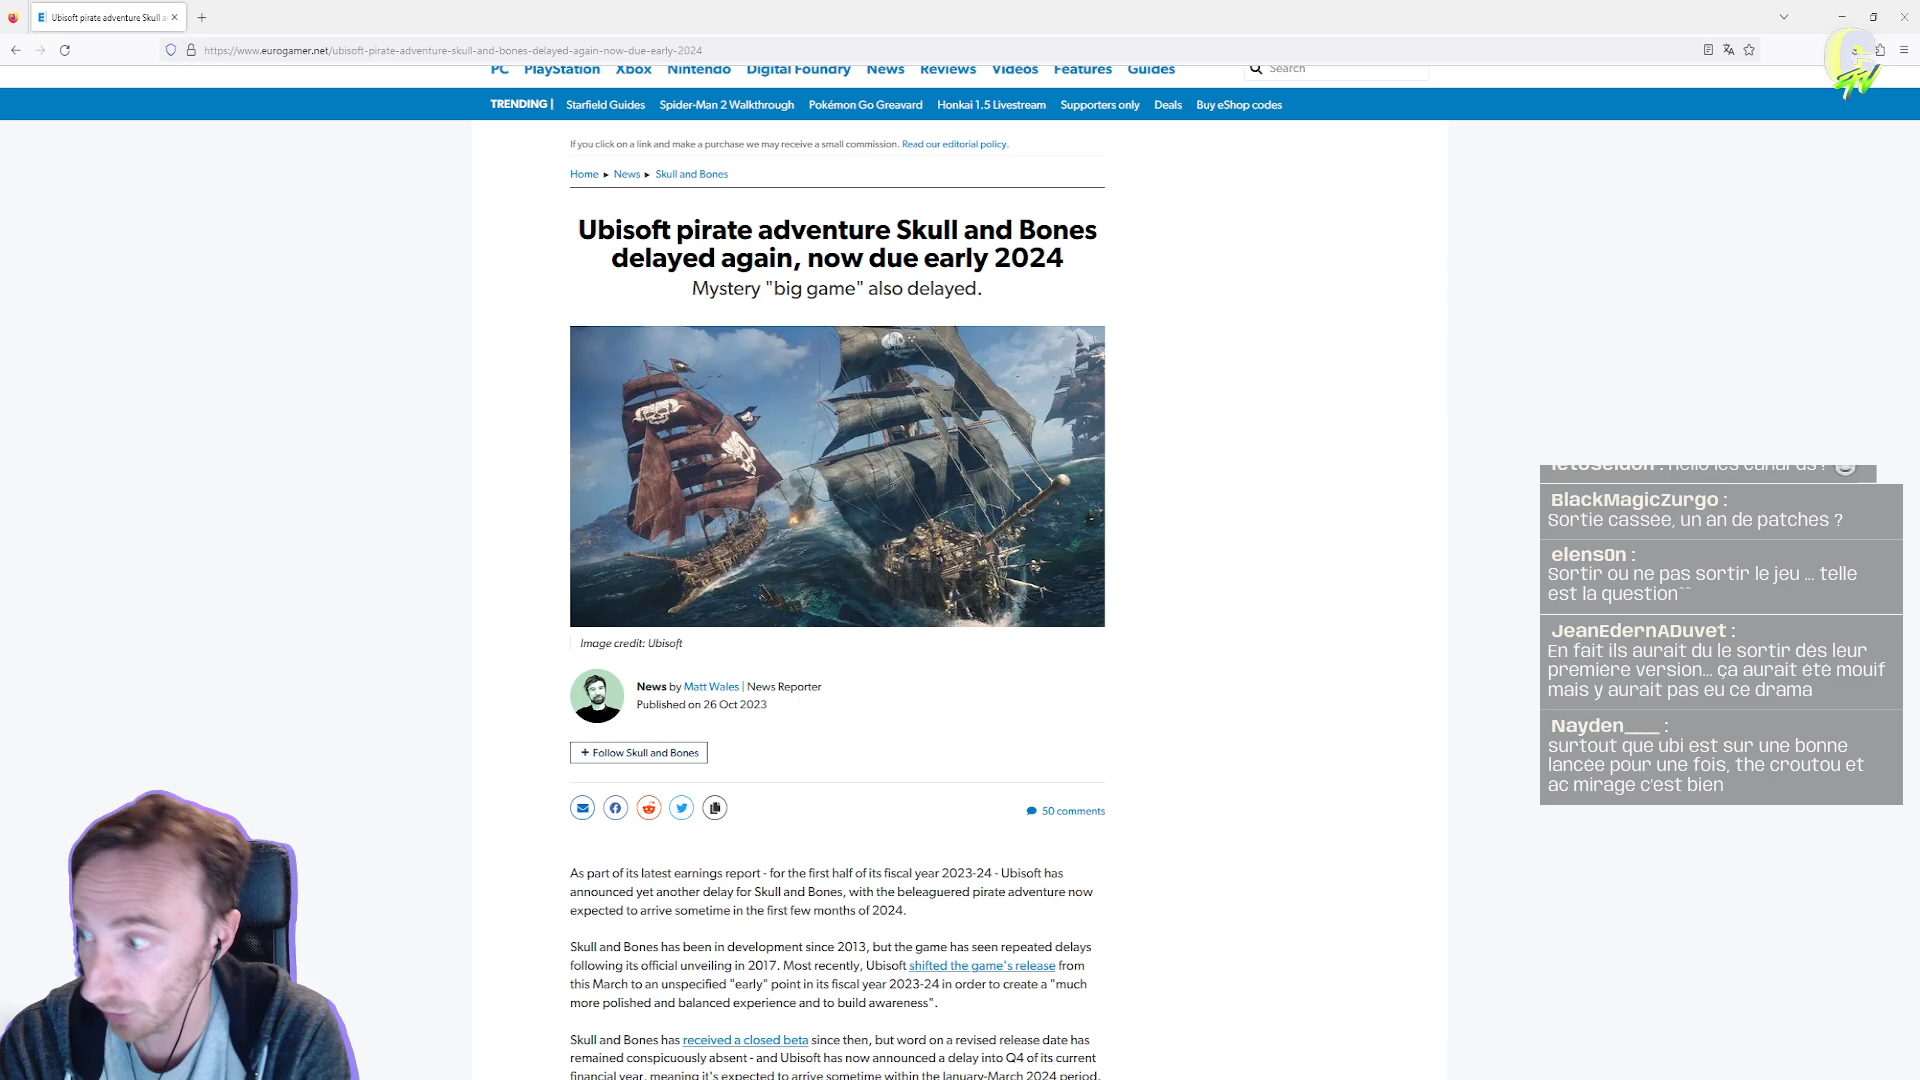 Ubisoft pirate adventure Skull a
https://www.eurogamer.net/ubisoft-pirate-adventure-skull-and-bones-delayed-again-now-due-early-2024
PC PlayStation Xbox Nintendo Digital Foundry News Reviews Videos Features Guides Search
TRENDING | Starfield Guides Spider-Man 2 Walkthrough Pokémon Go Greavard Honkai 1.5 Livestream Supporters only Deals Buy eShop codes
If you click on a link and make a purchase we may receive a small commission. Read our editorial policy.
Home ▸ News ▸ Skull and Bones
Ubisoft pirate adventure Skull and Bones
delayed again, now due early 2024
Mystery "big game" also delayed.
Image credit: Ubisoft
News by Matt Wales | News Reporter
Published on 26 Oct 2023
+ Follow Skull and Bones
50 comments
As part of its latest earnings report - for the first half of its fiscal year 2023-24 - Ubisoft has
announced yet another delay for Skull and Bones, with the beleaguered pirate adventure now
expected to arrive sometime in the first few months of 2024.
Skull and Bones has been in development since 2013, but the game has seen repeated delays
following its official unveiling in 2017. Most recently, Ubisoft shifted the game's release from
this March to an unspecified "early" point in its fiscal year 2023-24 in order to create a "much
more polished and balanced experience and to build awareness".
Skull and Bones has received a closed beta since then, but word on a revised release date has
remained conspicuously absent - and Ubisoft has now announced a delay into Q4 of its current
financial year, meaning it's expected to arrive sometime within the January-March 2024 period.
BlackMagicZurgo :
Sortie cassée, un an de patches ?
elens0n :
Sortir ou ne pas sortir le jeu ... telle
est la question^^
JeanEdernADuvet :
En fait ils aurait du le sortir dès leur
première version... ça aurait été mouif
mais y aurait pas eu ce drama
Nayden___ :
surtout que ubi est sur une bonne
lancée pour une fois, the croutou et
ac mirage c'est bien